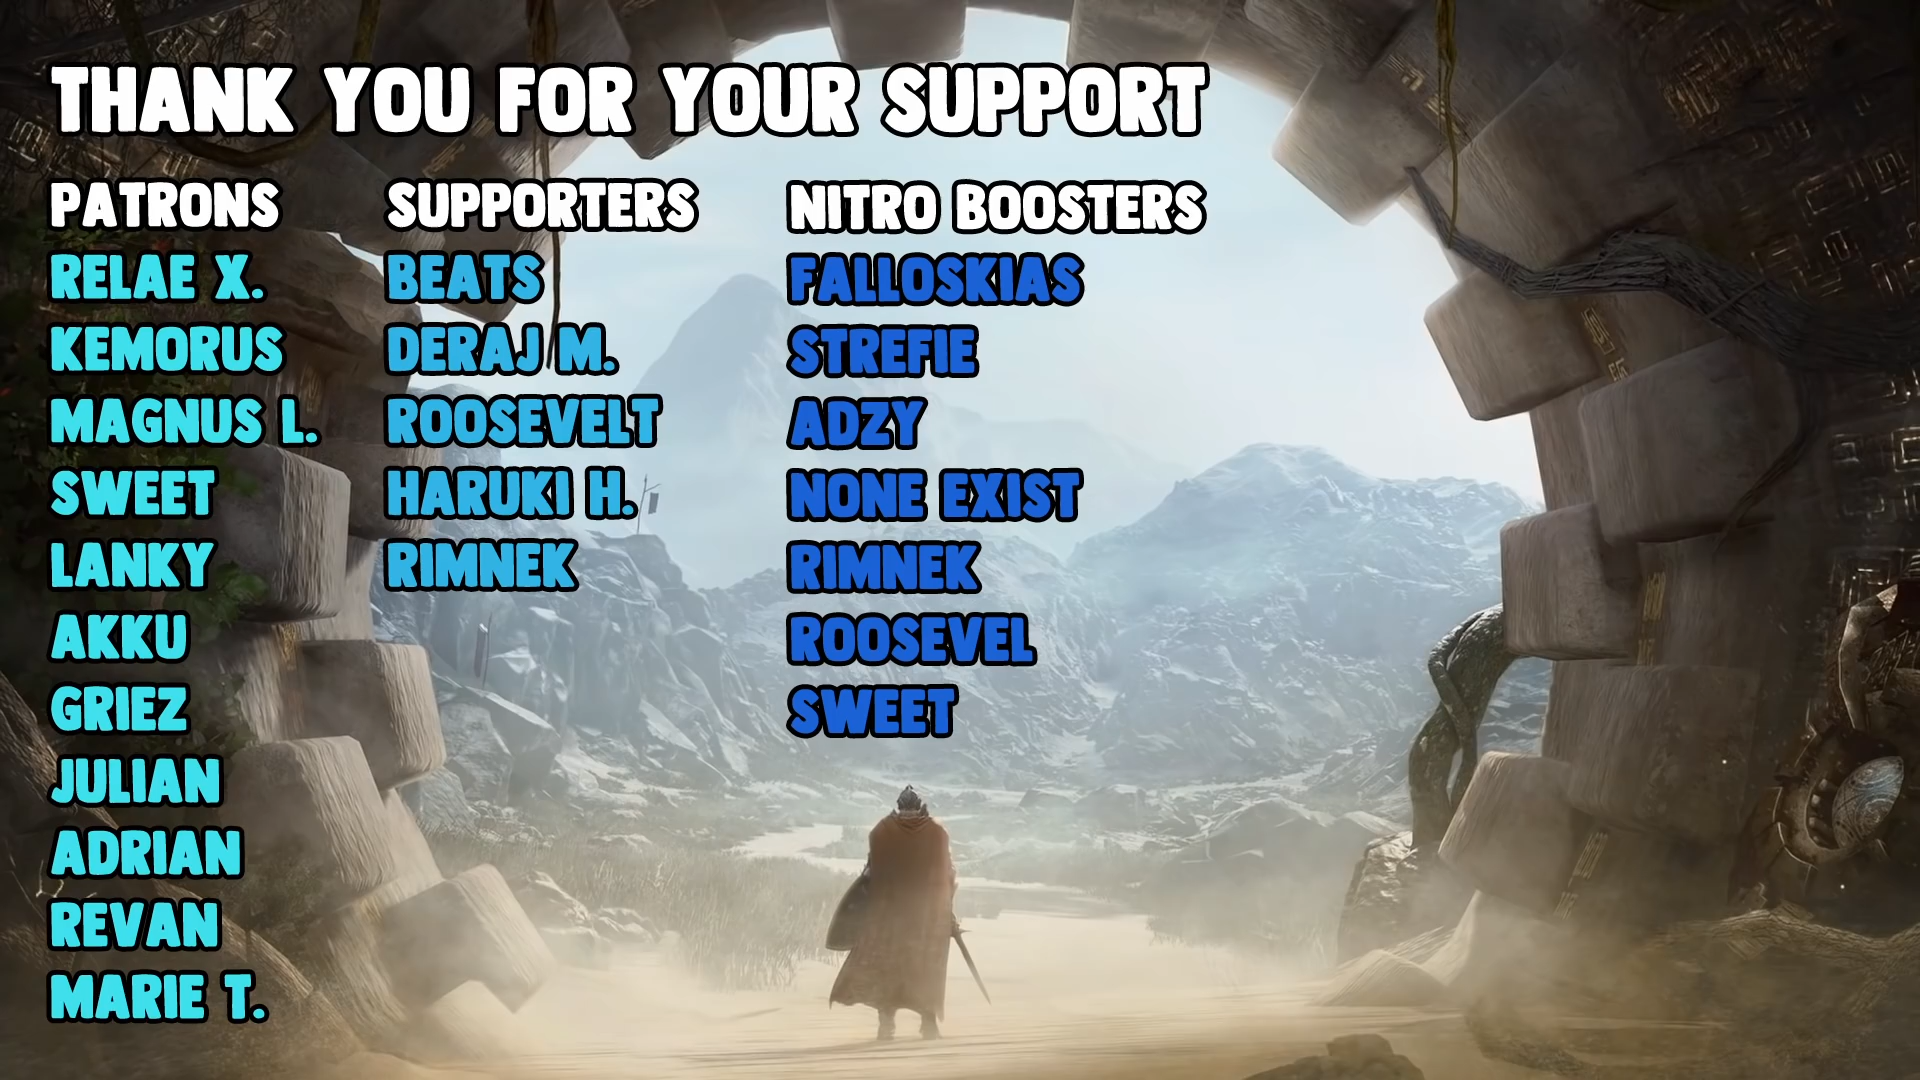 THANK YOU FOR YOUR SUPPORT
PATRONS
RELAE X.
KEMORUS
MAGNUS L.
SWEET
LANKY
AKKU
GRIEZ
JULIAN
ADRIAN
REVAN
MARIE T.
SUPPORTERS
BEATS
DERAJ M.
ROOSEVELT
HARUKI H.
RIMNEK
NITRO BOOSTERS
FALLOSKIAS
STREFIE
ADZY
NONE EXIST
RIMNEK
ROOSEVEL
SWEET